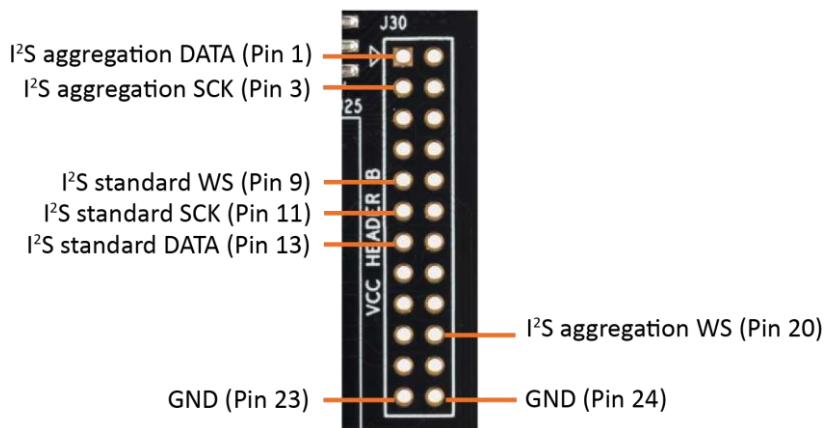 J30
I²S aggregation DATA (Pin 1)
I²S aggregation SCK (Pin 3)
I²S standard WS (Pin 9)
I²S standard SCK (Pin 11)
I²S standard DATA (Pin 13)
VCC HEADER B
I²S aggregation WS (Pin 20)
GND (Pin 23)
GND (Pin 24)